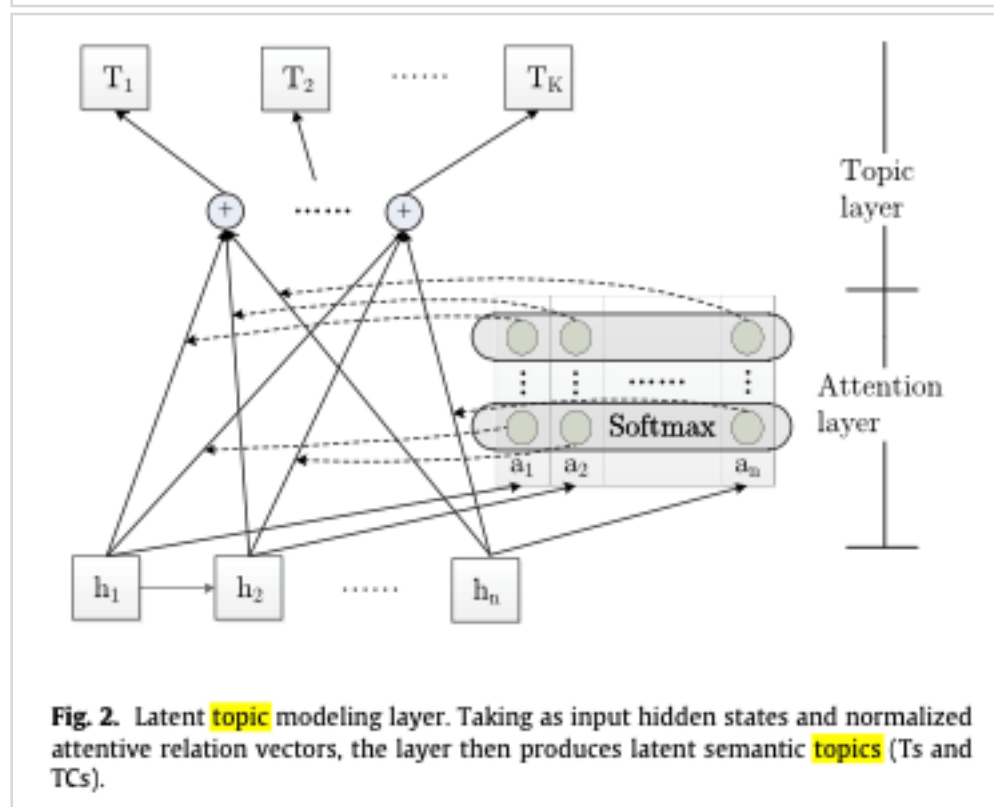 T1 T2 ...... TK
+ ...... +
Topic
layer
......
Softmax
Attention
layer
a1 a2 an
h1 h2 ...... hn
Fig. 2. Latent topic modeling layer. Taking as input hidden states and normalized
attentive relation vectors, the layer then produces latent semantic topics (Ts and
TCs).